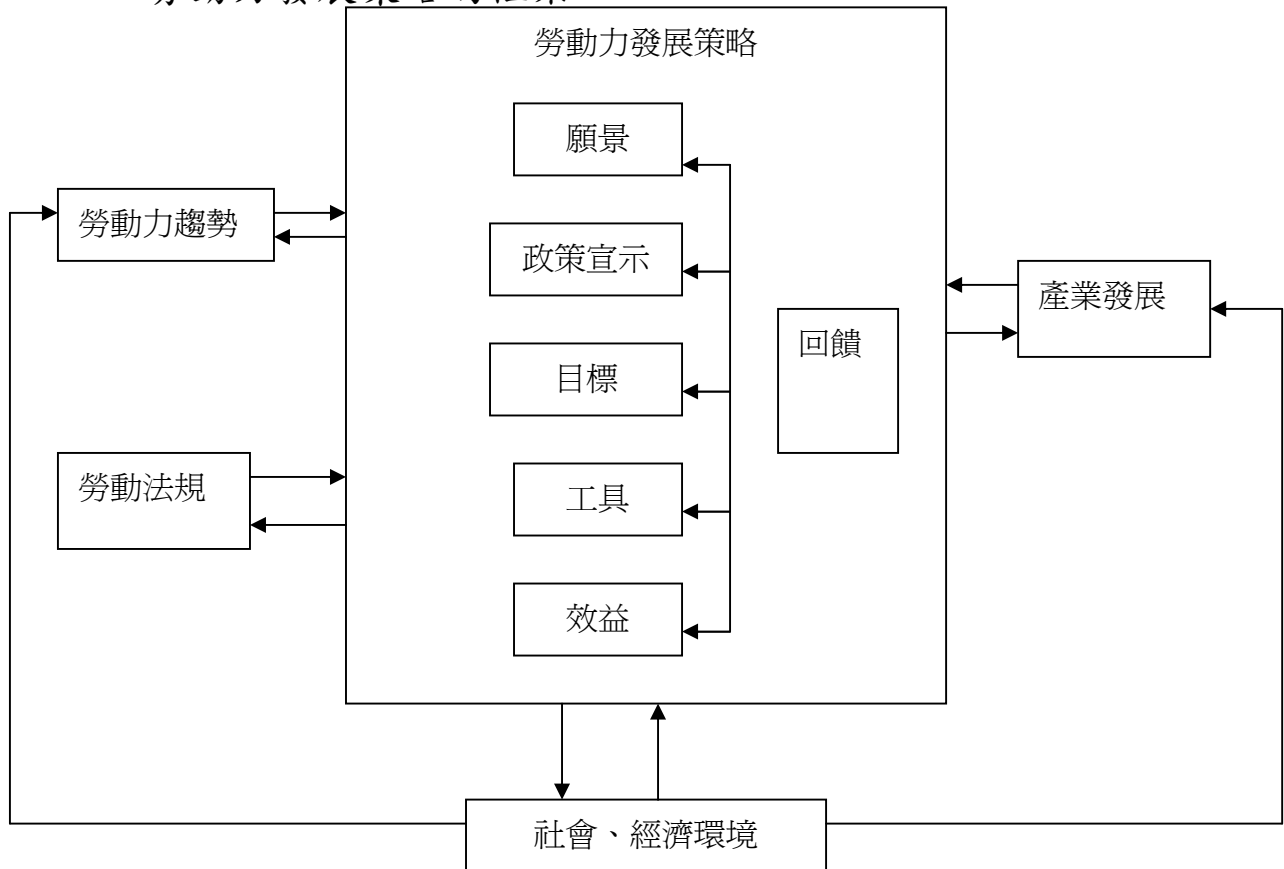 勞動力發展策略
願景
勞動力趨勢
政策宣示
產業發展
回饋
目標
勞動法規
工具
效益
社會、經濟環境